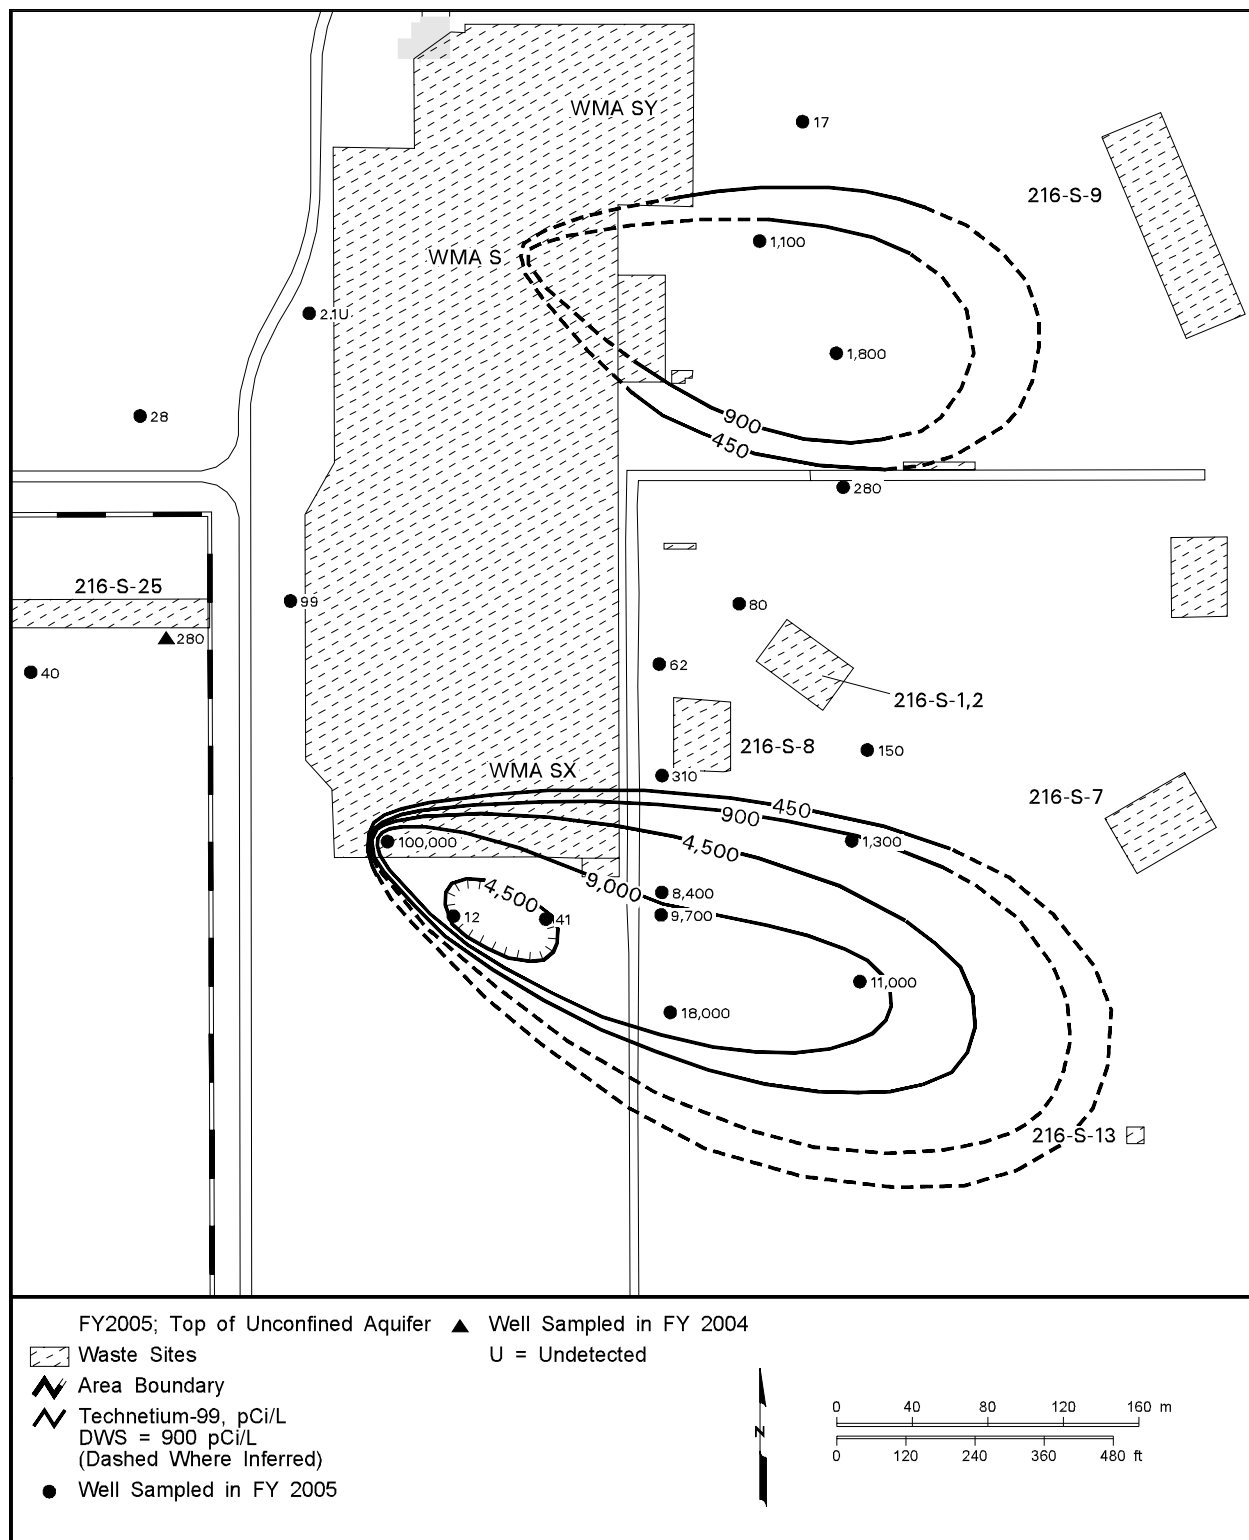 WMA SY
17
216-S-9
1,100
WMA S
2.1U
1,800
28
900
450
280
216-S-25
99
80
280
62
40
216-S-1,2
216-S-8
150
310
WMA SX
216-S-7
450
900
100,000
4,500
1,300
9,000
8,400
4,500
12
41
9,700
11,000
18,000
216-S-13
FY2005; Top of Unconfined Aquifer
Well Sampled in FY 2004
Waste Sites
U = Undetected
Area Boundary
Technetium-99, pCi/L
DWS = 900 pCi/L
(Dashed Where Inferred)
Well Sampled in FY 2005
N
0 40 80 120 160 m
0 120 240 360 480 ft